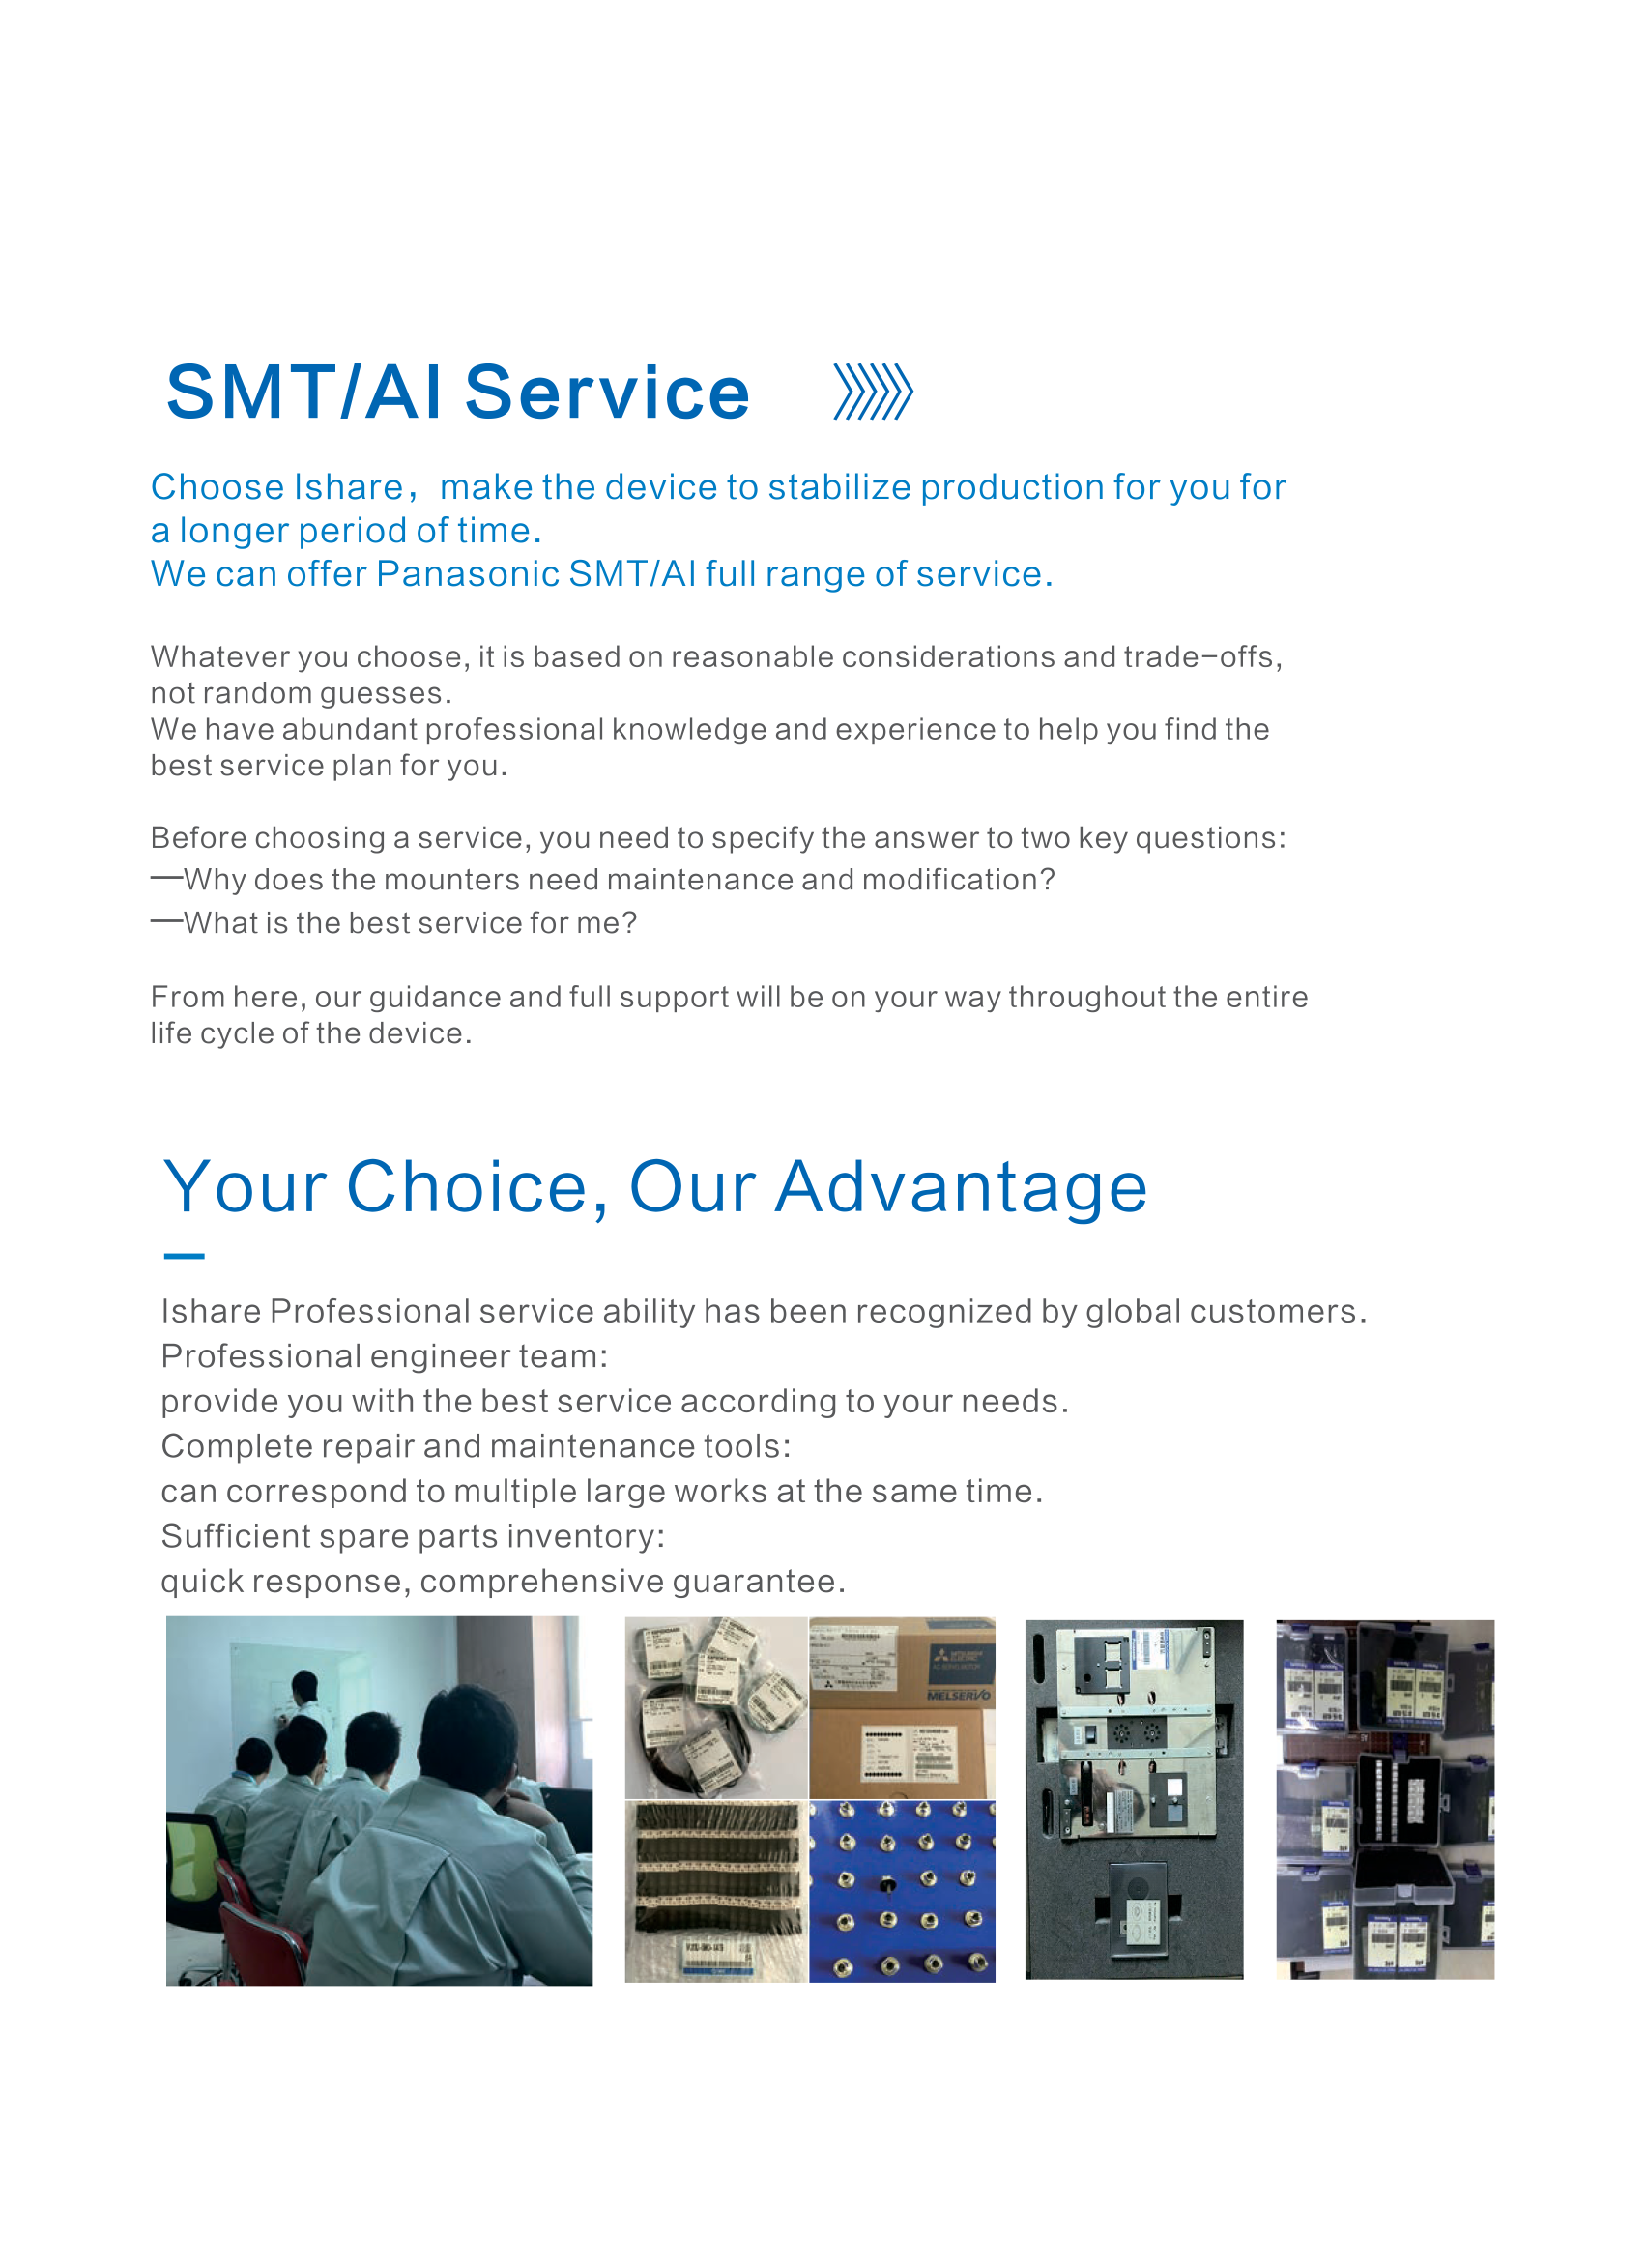 SMT/AI Service
Choose Ishare，make the device to stabilize production for you for
a longer period of time.
We can offer Panasonic SMT/AI full range of service.
Whatever you choose, it is based on reasonable considerations and trade-offs,
not random guesses.
We have abundant professional knowledge and experience to help you find the
best service plan for you.
Before choosing a service, you need to specify the answer to two key questions:
—Why does the mounters need maintenance and modification?
—What is the best service for me?
From here, our guidance and full support will be on your way throughout the entire
life cycle of the device.
Your Choice, Our Advantage
Ishare Professional service ability has been recognized by global customers.
Professional engineer team:
provide you with the best service according to your needs.
Complete repair and maintenance tools:
can correspond to multiple large works at the same time.
Sufficient spare parts inventory:
quick response, comprehensive guarantee.
MITSUBISHI
ELECTRIC
AC SERVO MOTOR
MELSERVO